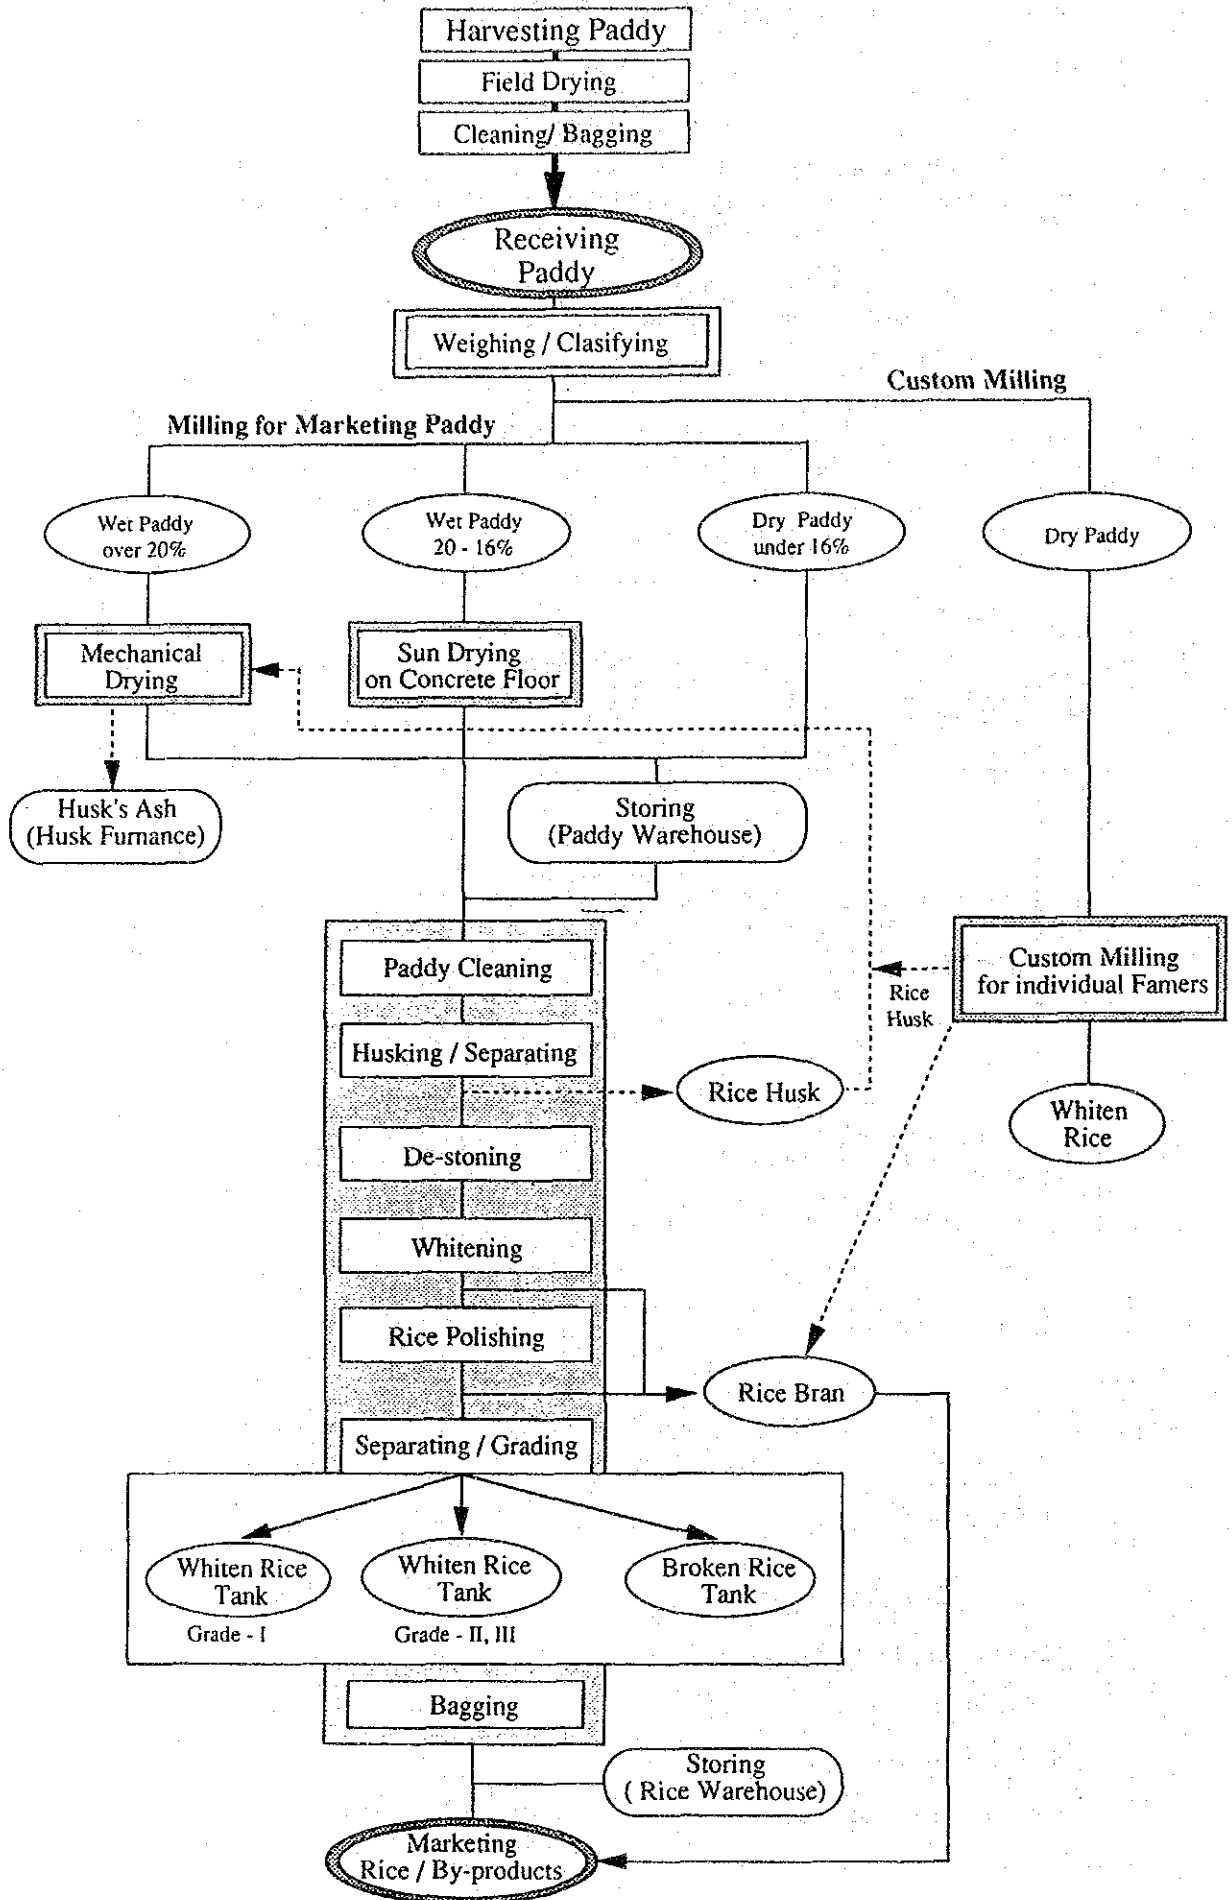 Harvesting Paddy
Field Drying
Cleaning/ Bagging
Receiving
Paddy
Weighing / Clasifying
Custom Milling
Milling for Marketing Paddy
Wet Paddy
over 20%
Wet Paddy
20 - 16%
Dry Paddy
under 16%
Dry Paddy
Mechanical
Drying
Sun Drying
on Concrete Floor
Husk's Ash
(Husk Furnance)
Storing
(Paddy Warehouse)
Paddy Cleaning
Custom Milling
for individual Famers
Rice
Husk
Husking / Separating
Rice Husk
Whiten
Rice
De-stoning
Whitening
Rice Polishing
Rice Bran
Separating / Grading
Whiten Rice
Tank
Grade - I
Whiten Rice
Tank
Grade - II, III
Broken Rice
Tank
Bagging
Storing
( Rice Warehouse)
Marketing
Rice / By-products